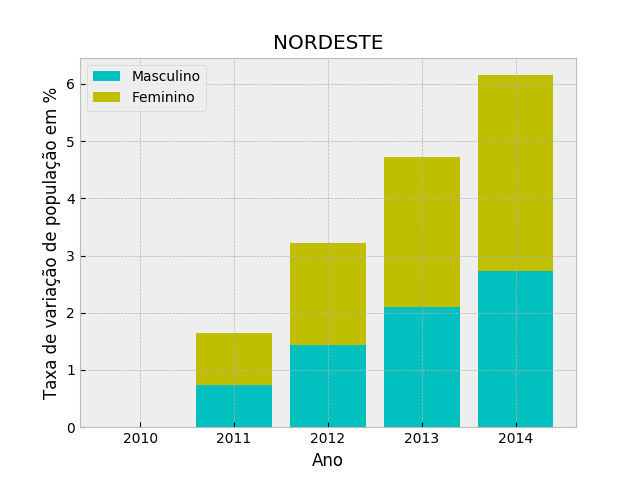 NORDESTE
Masculino
Feminino
Taxa de variação de população em %
6
5
4
3
2
1
0
2010 2011 2012 2013 2014
Ano